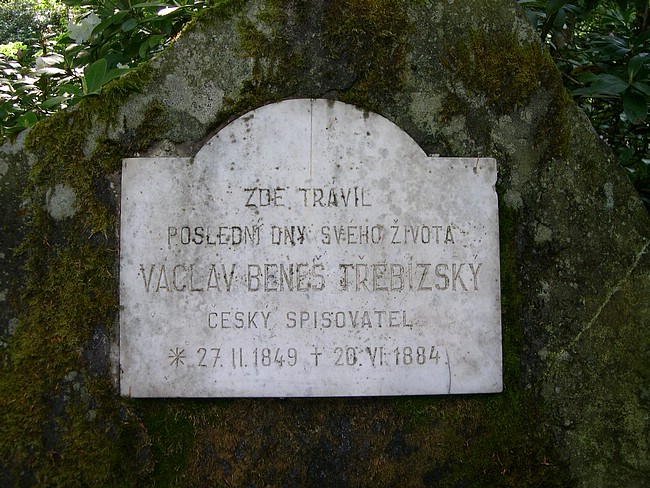 ZDE TRÁVIL
POSLEDNÍ DNY SVÉHO ŽIVOTA
VÁCLAV BENEŠ TŘEBÍZSKÝ
ČESKÝ SPISOVATEL
* 27. II. 1849 † 20. VI. 1884.